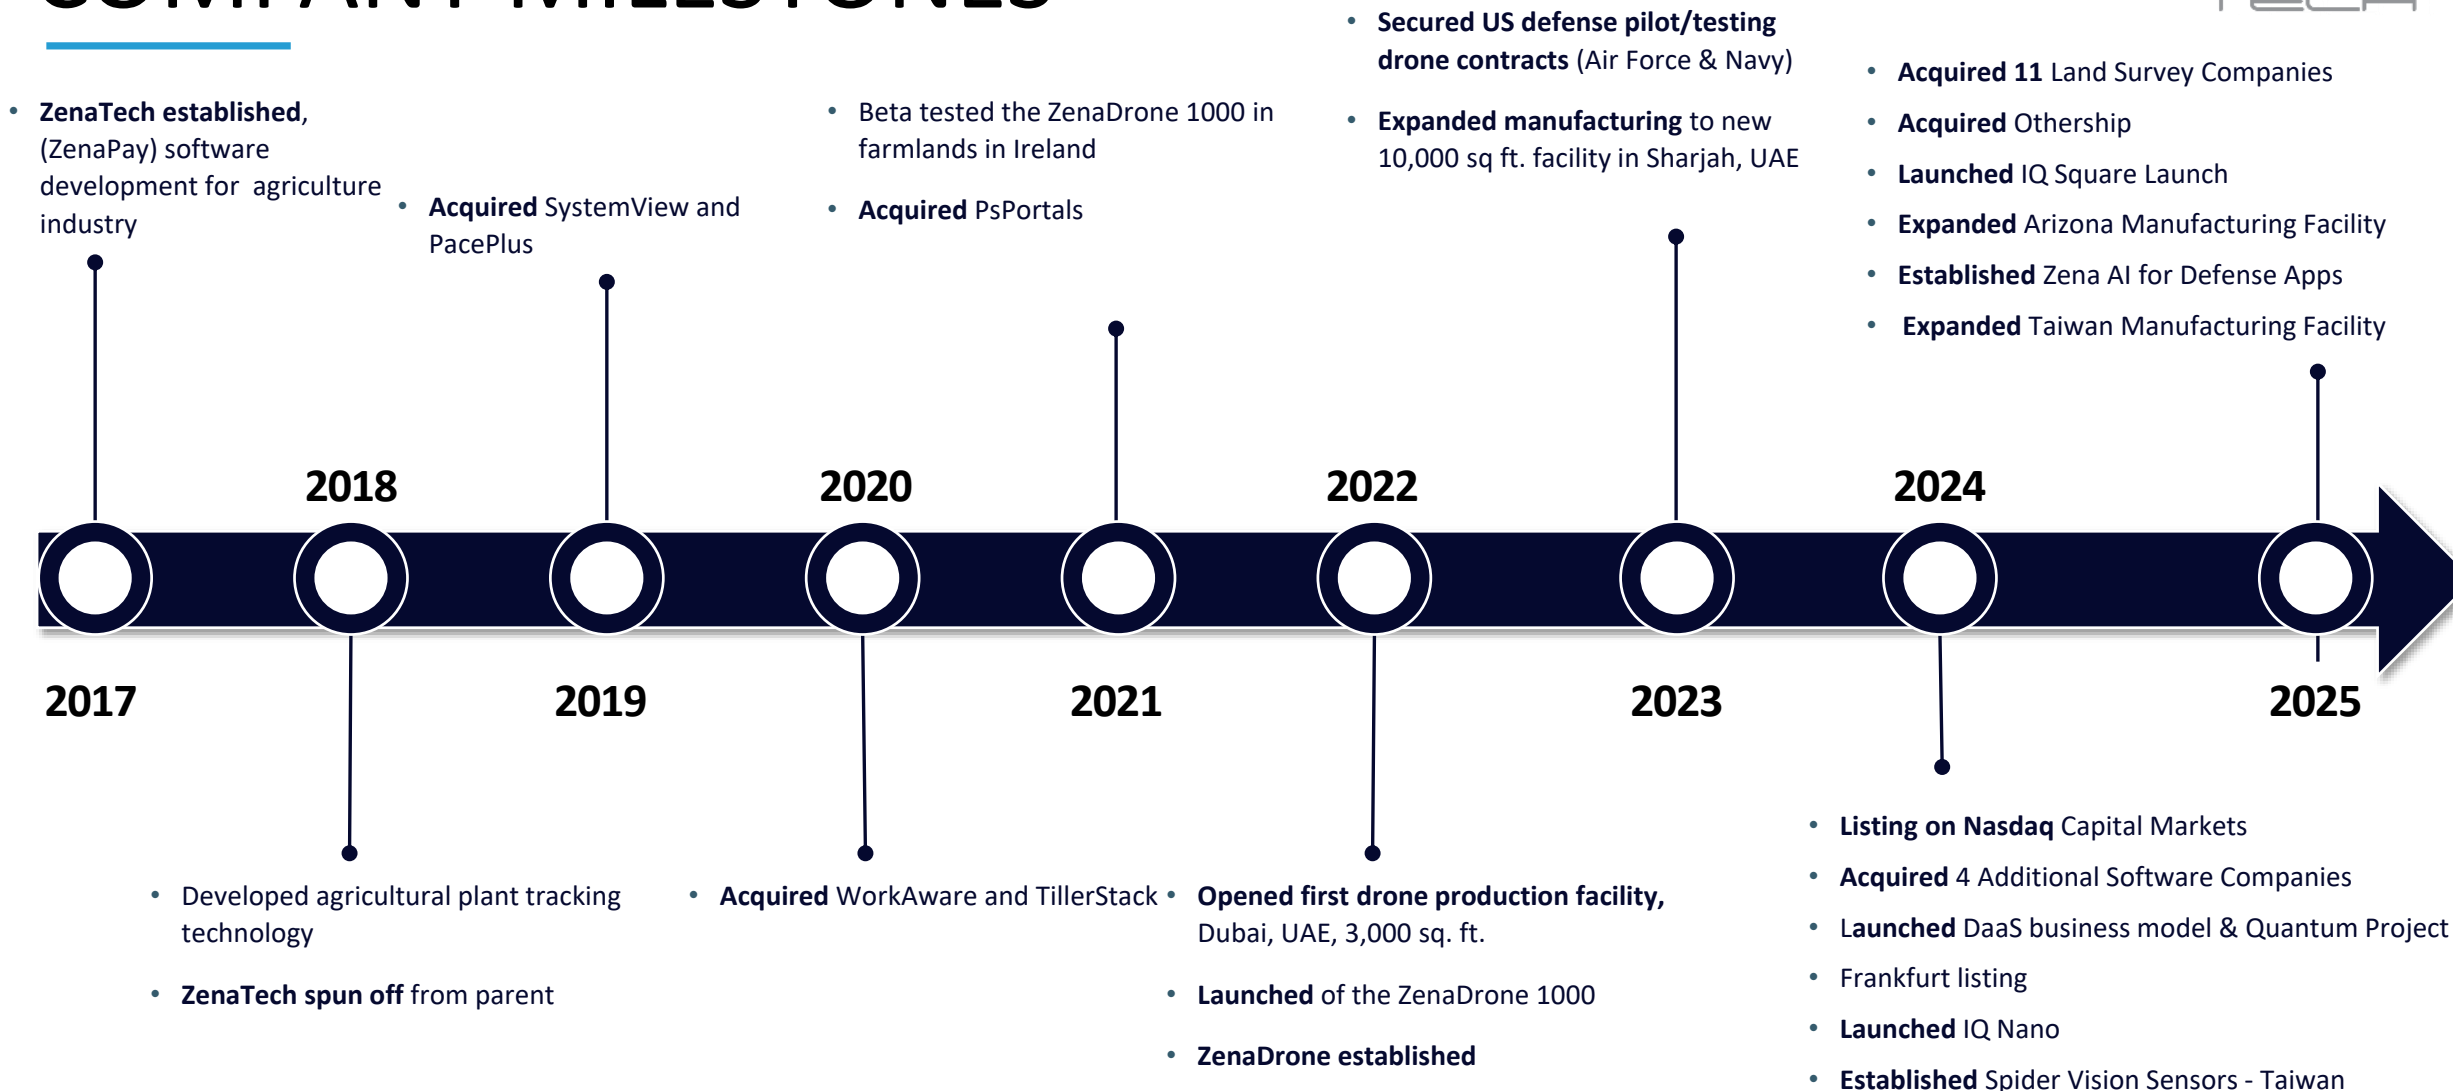 COMPANY MILESTONES
TECH
• ZenaTech established,
(ZenaPay) software
development for agriculture
industry
• Acquired SystemView and
PacePlus
• Beta tested the ZenaDrone 1000 in
farmlands in Ireland
• Acquired PsPortals
• Secured US defense pilot/testing
drone contracts (Air Force & Navy)
• Expanded manufacturing to new
10,000 sq ft. facility in Sharjah, UAE
• Acquired 11 Land Survey Companies
• Acquired Othership
• Launched IQ Square Launch
• Expanded Arizona Manufacturing Facility
• Established Zena AI for Defense Apps
• Expanded Taiwan Manufacturing Facility
2018
2020
2022
2024
2017
2019
2021
2023
2025
• Developed agricultural plant tracking
technology
• ZenaTech spun off from parent
• Acquired WorkAware and TillerStack
• Opened first drone production facility,
Dubai, UAE, 3,000 sq. ft.
• Launched of the ZenaDrone 1000
• ZenaDrone established
• Listing on Nasdaq Capital Markets
• Acquired 4 Additional Software Companies
• Launched DaaS business model & Quantum Project
• Frankfurt listing
• Launched IQ Nano
• Established Spider Vision Sensors - Taiwan